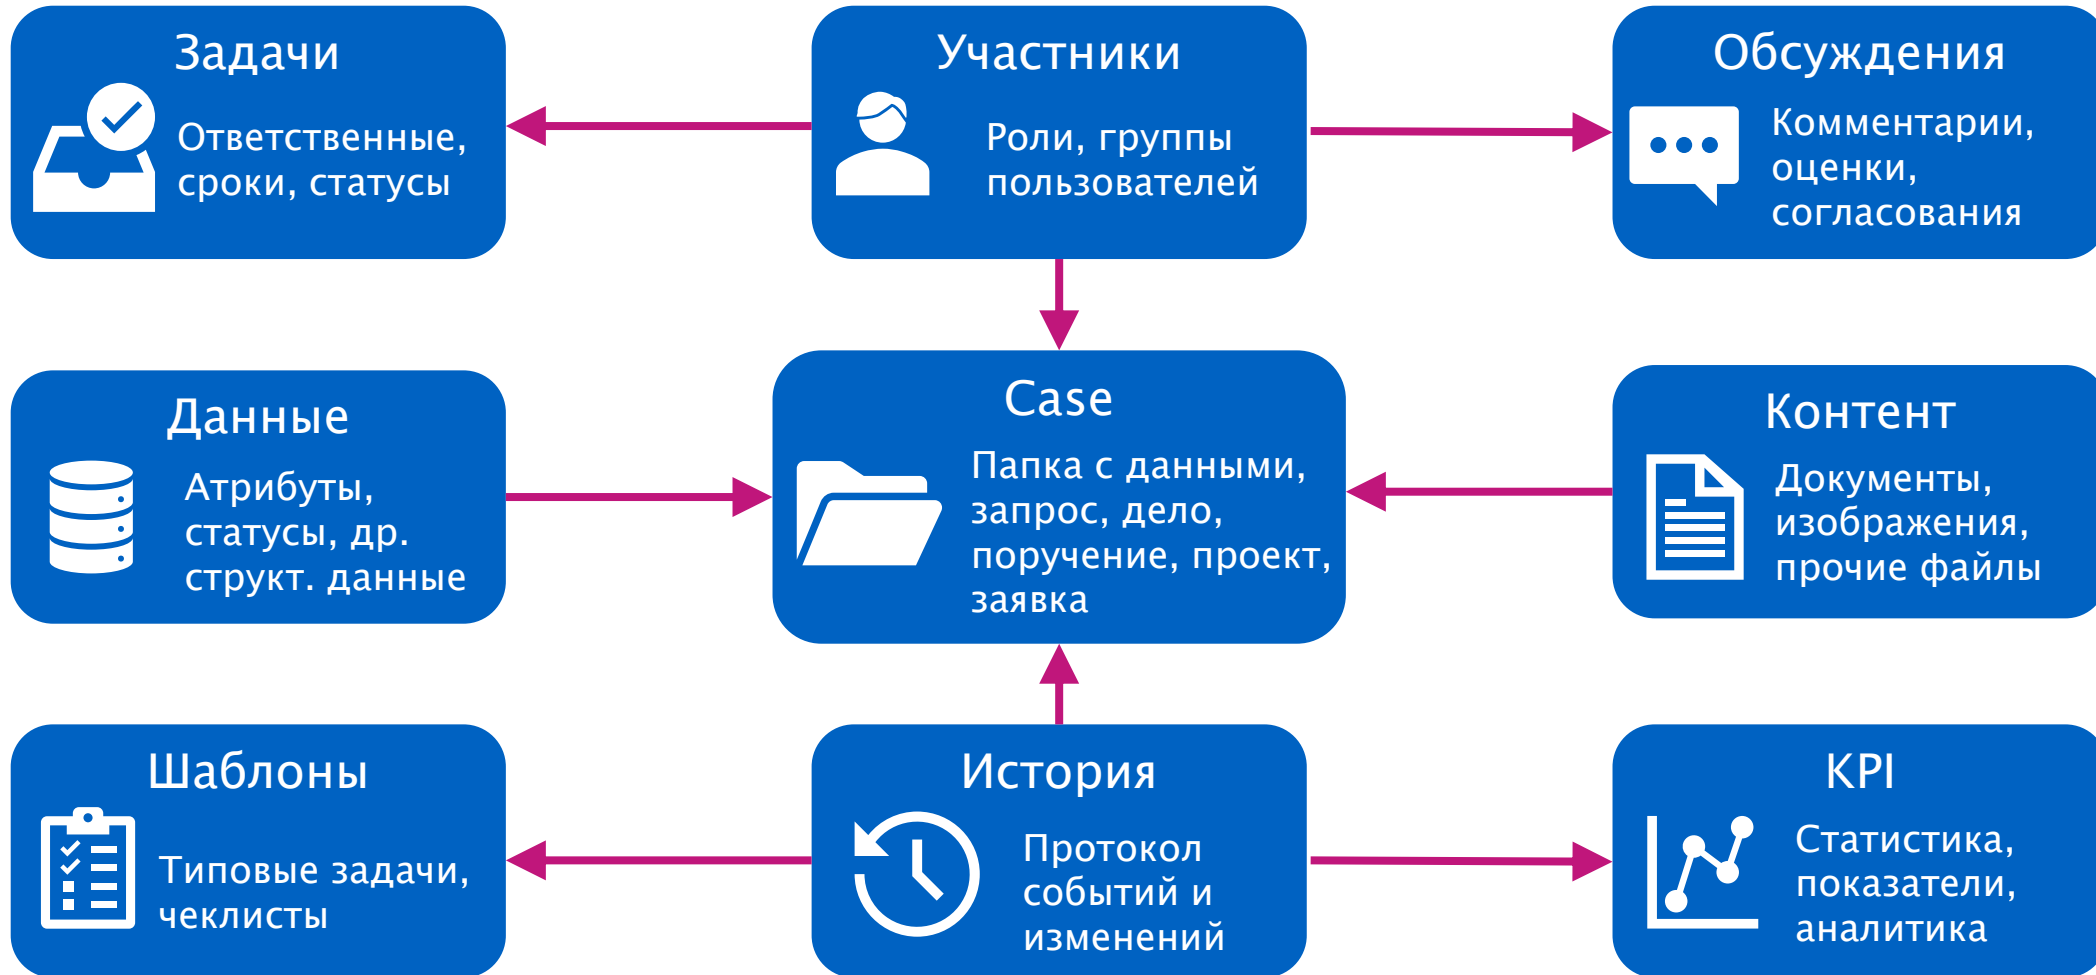 Задачи
Ответственные,
сроки, статусы
Участники
Роли, группы
пользователей
Обсуждения
Комментарии,
оценки,
согласования
Данные
Атрибуты,
статусы, др.
структ. данные
Case
Папка с данными,
запрос, дело,
поручение, проект,
заявка
Контент
Документы,
изображения,
прочие файлы
Шаблоны
Типовые задачи,
чеклисты
История
Протокол
событий и
изменений
KPI
Статистика,
показатели,
аналитика